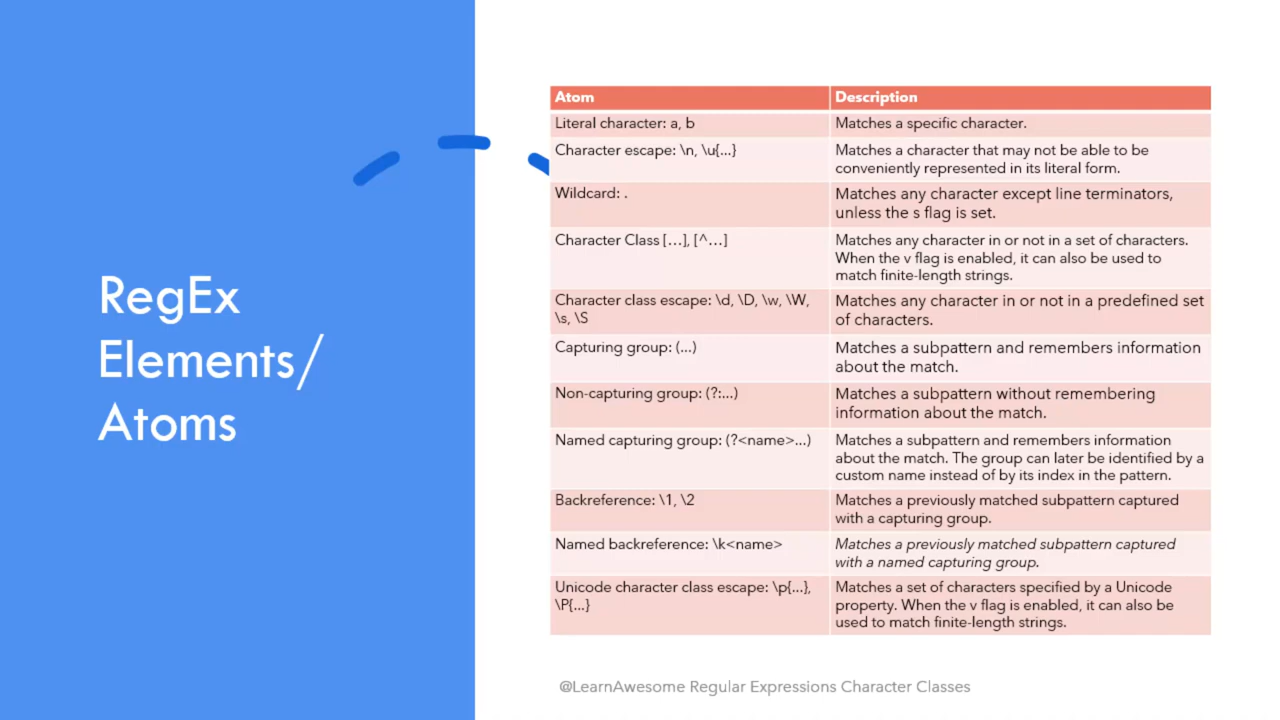 RegEx
Elements/
Atoms
Atom
Description
Literal character: a, b
Matches a specific character.
Character escape: \n, \u{...}
Matches a character that may not be able to be
conveniently represented in its literal form.
Wildcard: .
Matches any character except line terminators,
unless the s flag is set.
Character Class [...], [^...]
Matches any character in or not in a set of characters.
When the v flag is enabled, it can also be used to
match finite-length strings.
Character class escape: \d, \D, \w, \W,
\s, \S
Matches any character in or not in a predefined set
of characters.
Capturing group: (...)
Matches a subpattern and remembers information
about the match.
Non-capturing group: (?:...)
Matches a subpattern without remembering
information about the match.
Named capturing group: (?<name>...)
Matches a subpattern and remembers information
about the match. The group can later be identified by a
custom name instead of by its index in the pattern.
Backreference: \1, \2
Matches a previously matched subpattern captured
with a capturing group.
Named backreference: \k<name>
Matches a previously matched subpattern captured
with a named capturing group.
Unicode character class escape: \p{...},
\P{...}
Matches a set of characters specified by a Unicode
property. When the v flag is enabled, it can also be
used to match finite-length strings.
@LearnAwesome Regular Expressions Character Classes